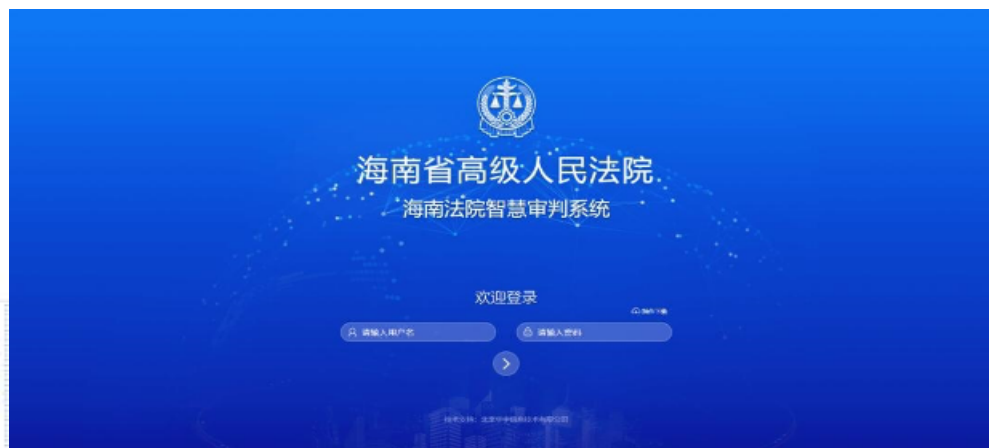 海南省高级人民法院
海南法院智慧审判系统
欢迎登录
请输入用户名
请输入密码